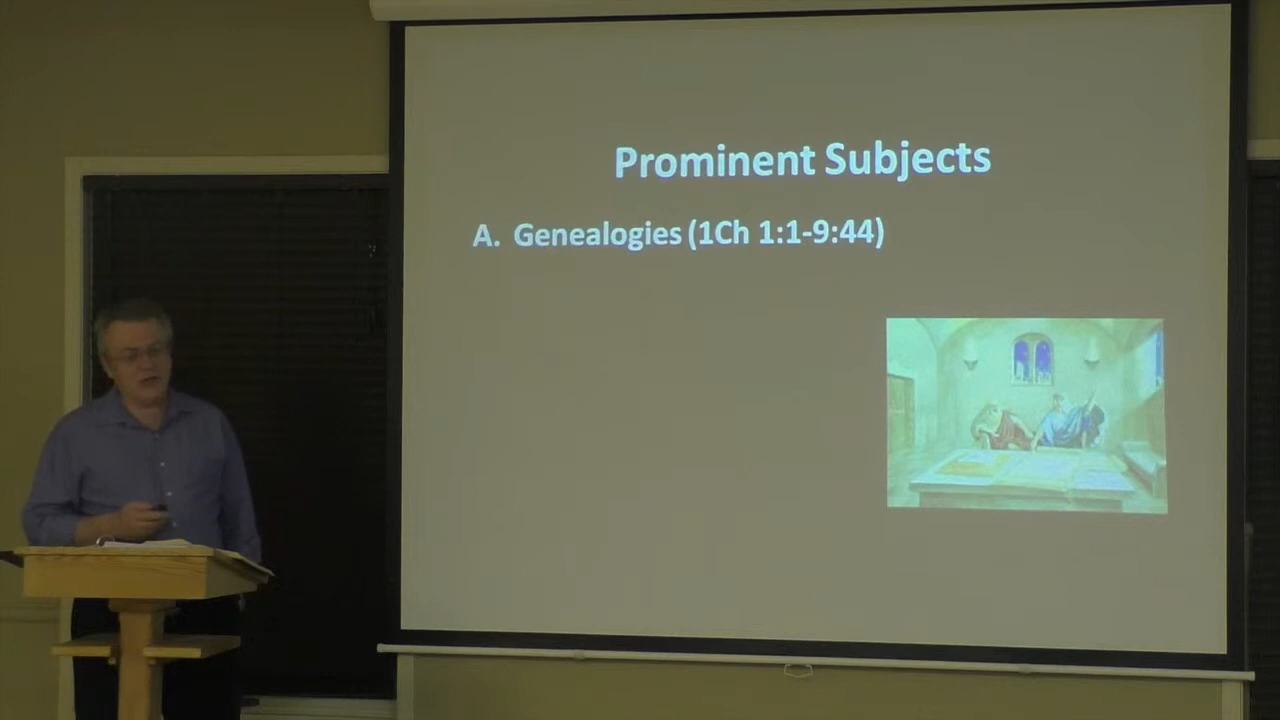 Prominent Subjects
A. Genealogies (1Ch 1:1-9:44)